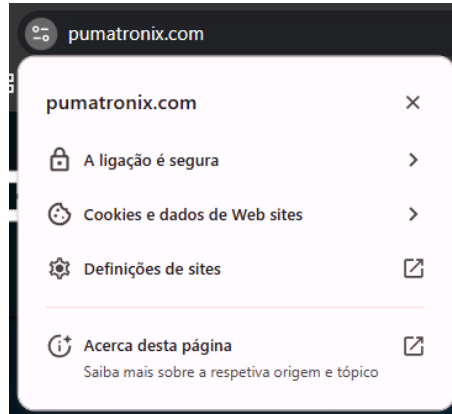 pumatronix.com
pumatronix.com
A ligação é segura
Cookies e dados de Web sites
Definições de sites
Acerca desta página
Saiba mais sobre a respetiva origem e tópico